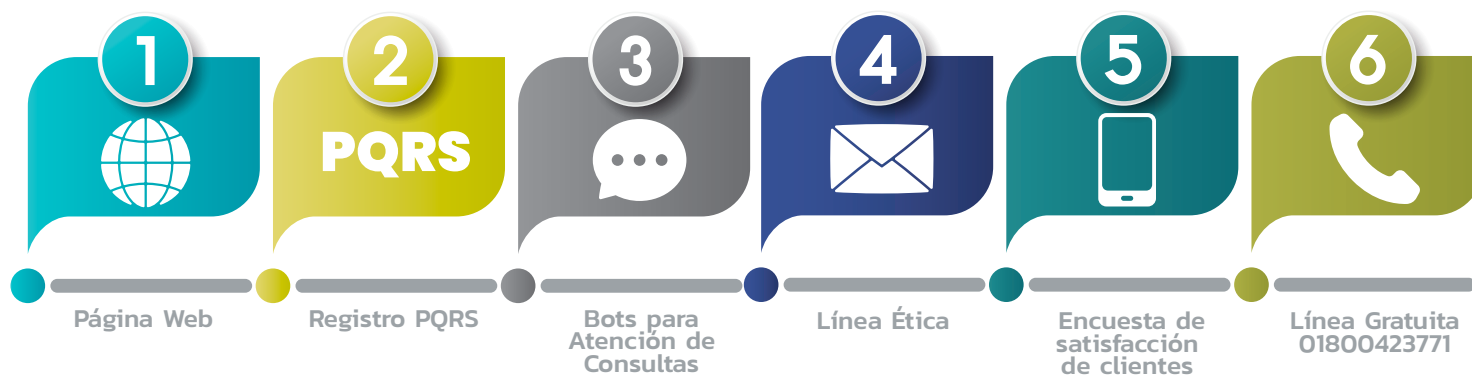 1
PQRS
2
3
4
5
6
Página Web
Registro PQRS
Bots para
Atención de
Consultas
Línea Ética
Encuesta de
satisfacción
de clientes
Línea Gratuita
01800423771